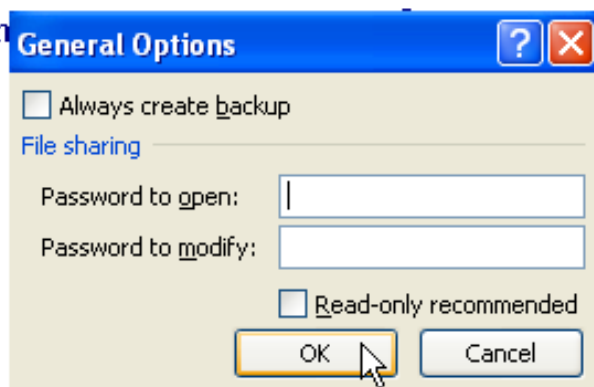 General Options
Always create backup
File sharing
Password to open:
Password to modify:
Read-only recommended
OK Cancel